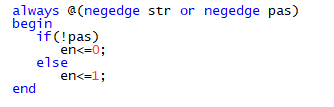 always @(negedge str or negedge pas)
begin
   if(!pas)
      en<=0;
   else
      en<=1;
end